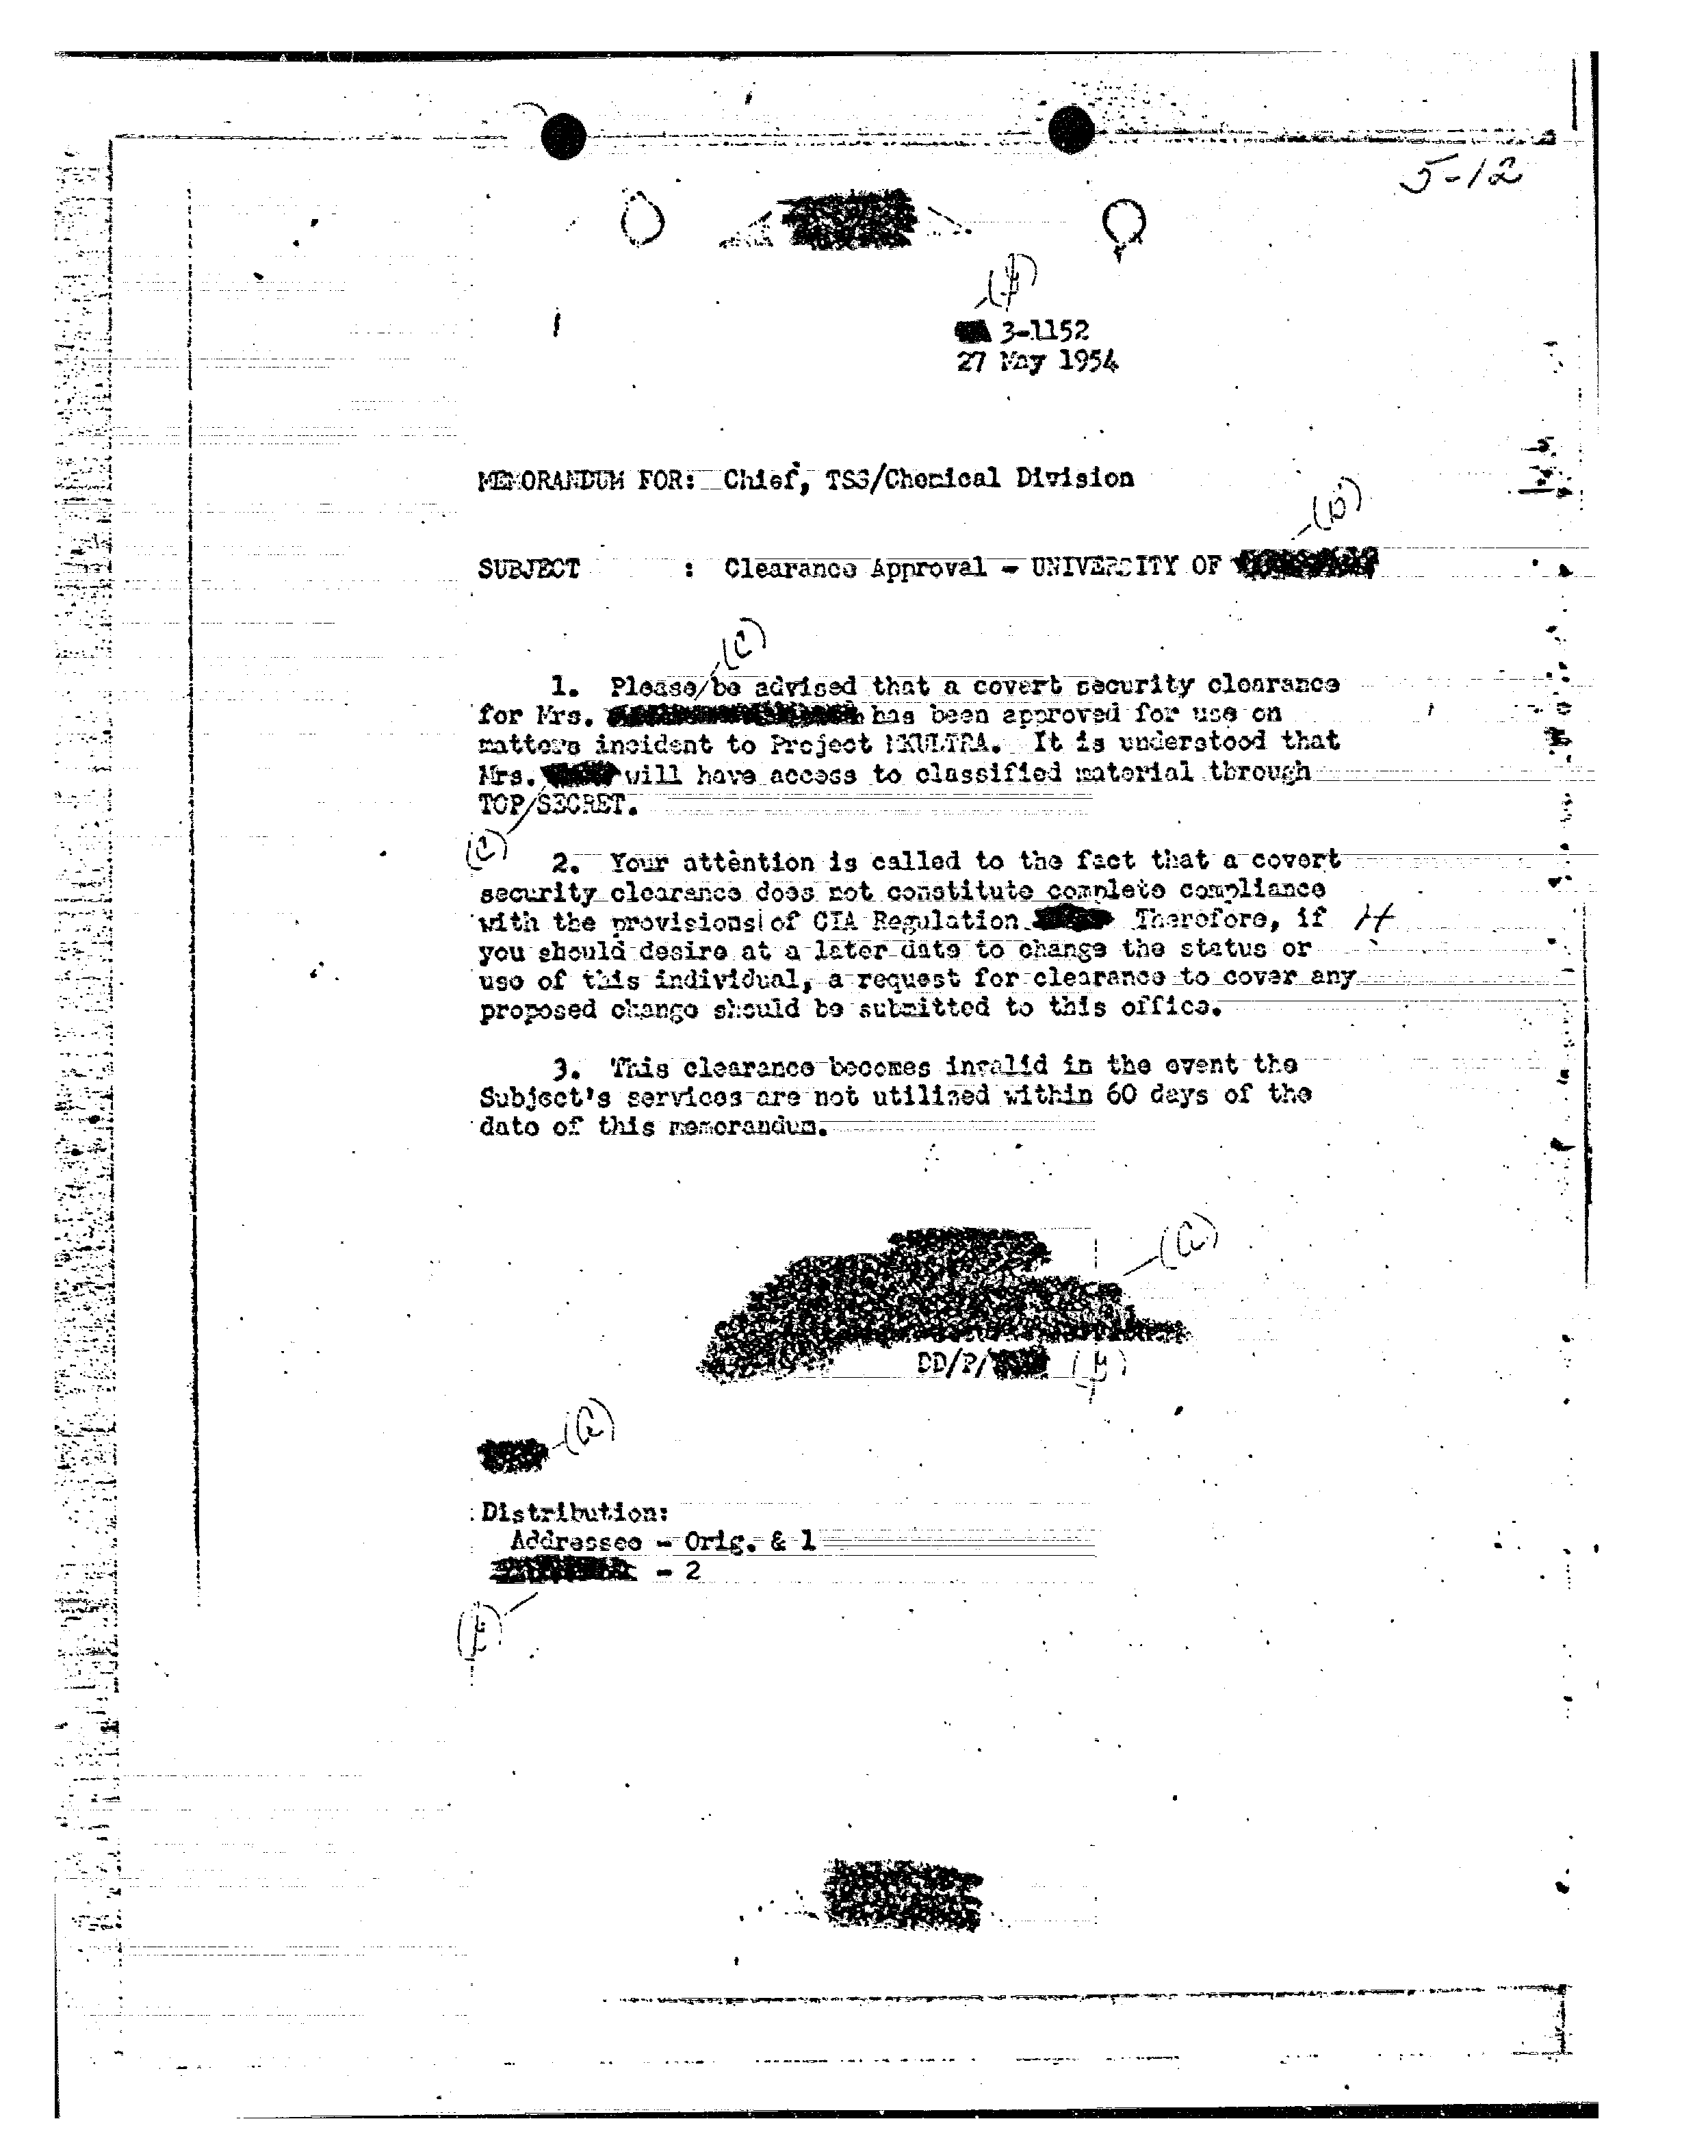 5-12
3-1152
27 May 1954
MEMORANDUM FOR: Chief, TSS/Chemical Division
SUBJECT : Clearance Approval - UNIVERSITY OF
(C)
1. Please be advised that a covert security clearance
for Mrs. has been approved for use on
matters incident to Project MKULTRA. It is understood that
Mrs. will have access to classified material through
TOP SECRET.
(C)
2. Your attention is called to the fact that a covert
security clearance does not constitute complete compliance
with the provisions of CIA Regulation Therefore, if H
you should desire at a later date to change the status or
use of this individual, a request for clearance to cover any
proposed change should be submitted to this office.
3. This clearance becomes invalid in the event the
Subject's services are not utilized within 60 days of the
date of this memorandum.
DD/P/
Distribution:
Addressee - Orig. & 1
- 2